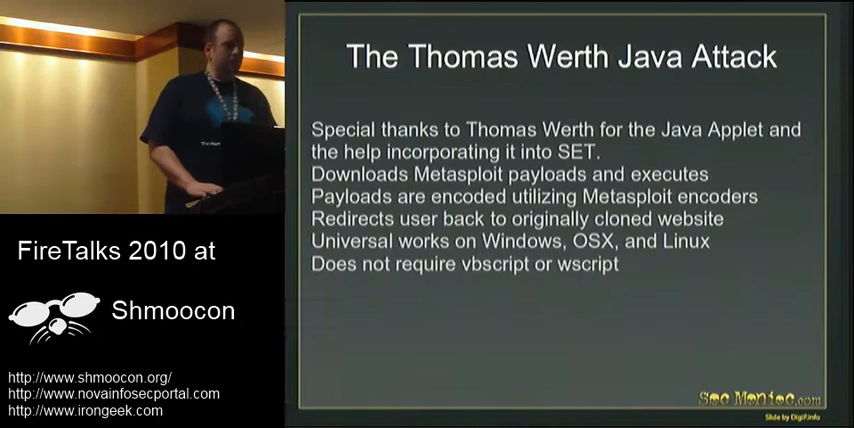 The Thomas Werth Java Attack
Special thanks to Thomas Werth for the Java Applet and
the help incorporating it into SET.
Downloads Metasploit payloads and executes
Payloads are encoded utilizing Metasploit encoders
Redirects user back to originally cloned website
Universal works on Windows, OSX, and Linux
Does not require vbscript or wscript
FireTalks 2010 at
Shmoocon
http://www.shmoocon.org/
http://www.novainfosecportal.com
http://www.irongeek.com
Soc Maniac.com
Slide by DigiP.info